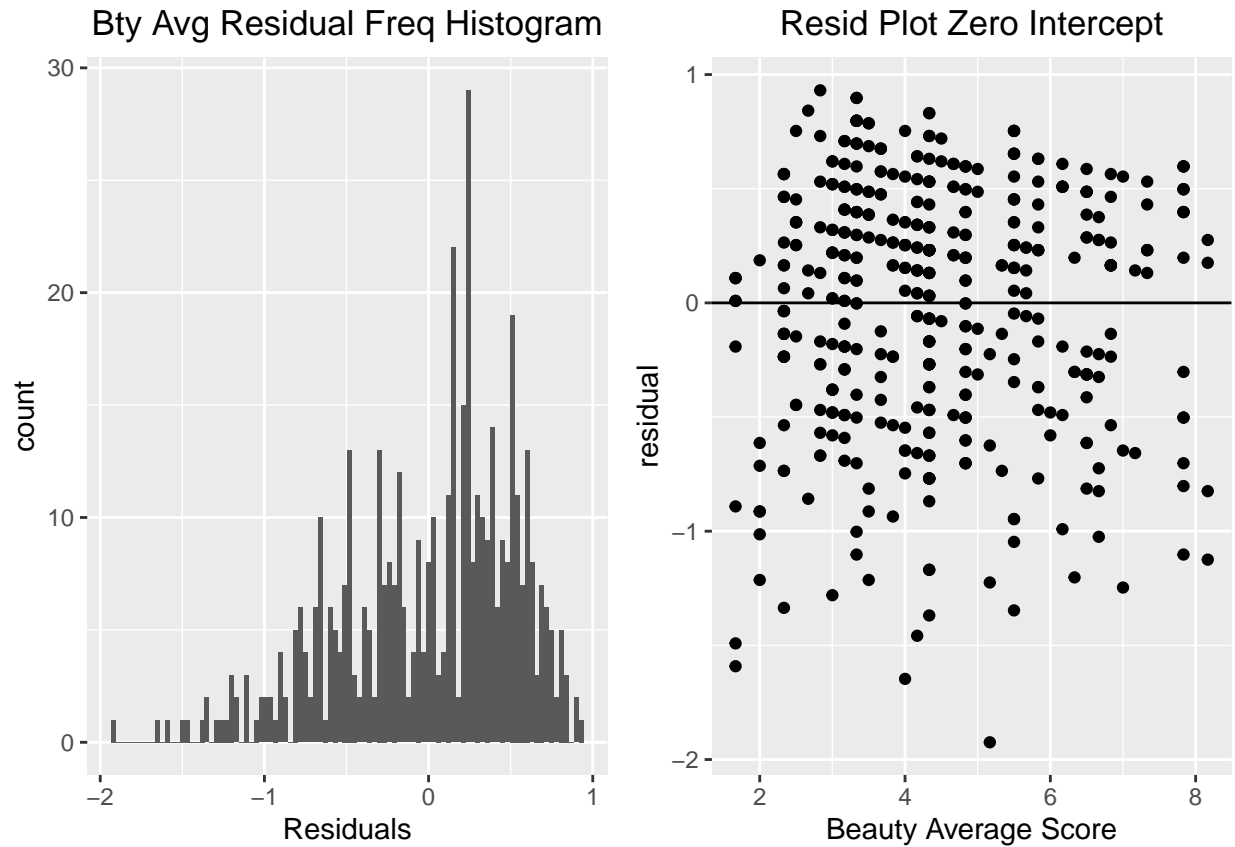 Bty Avg Residual Freq Histogram
30
20
10
0
count
−2
−1
0
1
Residuals
Resid Plot Zero Intercept
1
0
−1
−2
residual
2
4
6
8
Beauty Average Score